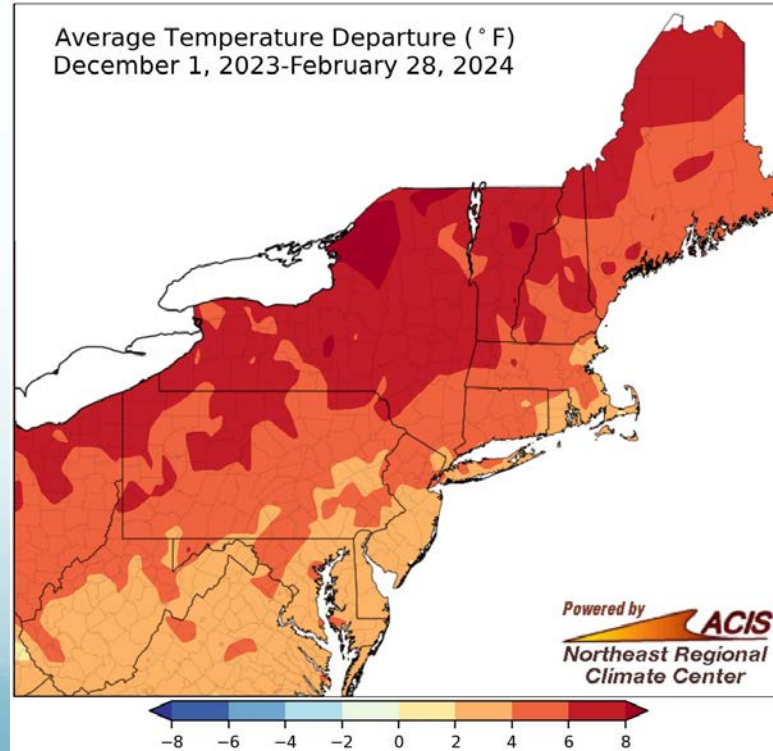 Average Temperature Departure (°F)
December 1, 2023-February 28, 2024
Powered by
ACIS
Northeast Regional
Climate Center
−8 −6 −4 −2 0 2 4 6 8